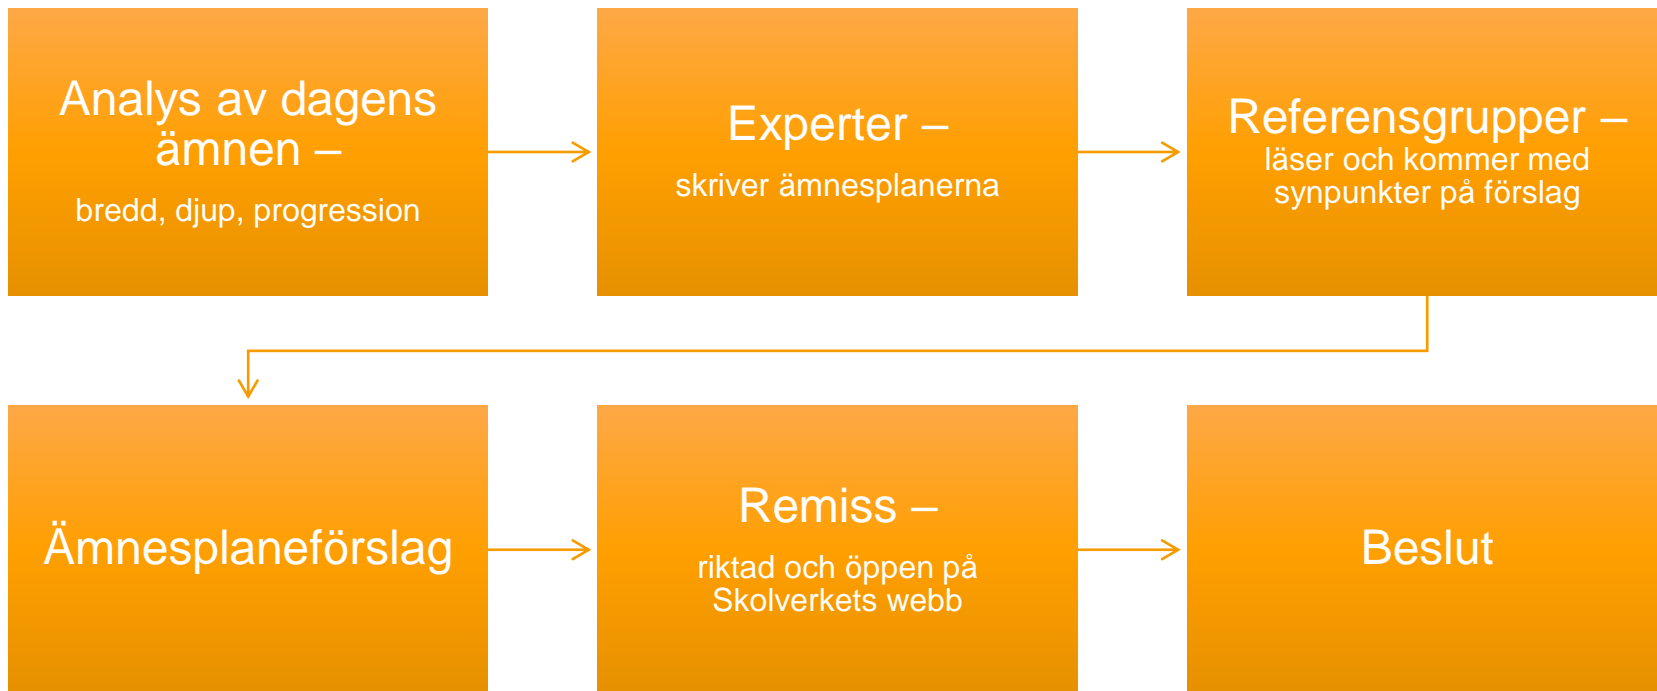 Analys av dagens
ämnen –
bredd, djup, progression
Experter –
skriver ämnesplanerna
Referensgrupper –
läser och kommer med
synpunkter på förslag
Ämnesplaneförslag
Remiss –
riktad och öppen på
Skolverkets webb
Beslut